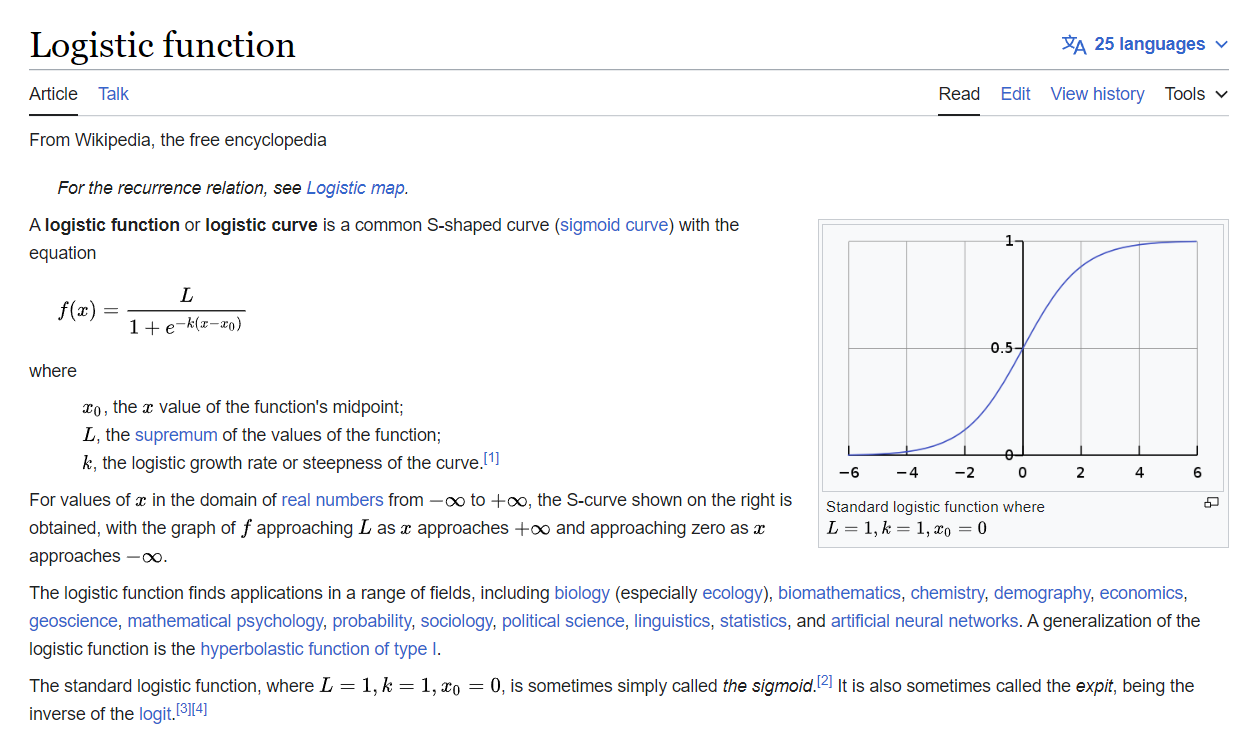 Logistic function
文A 25 languages
Article Talk Read Edit View history Tools
From Wikipedia, the free encyclopedia
For the recurrence relation, see Logistic map.
A logistic function or logistic curve is a common S-shaped curve (sigmoid curve) with the
equation
f(x) = L / (1 + e^{−k(x−x₀)})
where
x₀, the x value of the function's midpoint;
L, the supremum of the values of the function;
k, the logistic growth rate or steepness of the curve.[1]
For values of x in the domain of real numbers from −∞ to +∞, the S-curve shown on the right is
obtained, with the graph of f approaching L as x approaches +∞ and approaching zero as x
approaches −∞.
1
0.5
0
−6 −4 −2 0 2 4 6
Standard logistic function where
L = 1, k = 1, x₀ = 0
The logistic function finds applications in a range of fields, including biology (especially ecology), biomathematics, chemistry, demography, economics,
geoscience, mathematical psychology, probability, sociology, political science, linguistics, statistics, and artificial neural networks. A generalization of the
logistic function is the hyperbolastic function of type I.
The standard logistic function, where L = 1, k = 1, x₀ = 0, is sometimes simply called the sigmoid.[2] It is also sometimes called the expit, being the
inverse of the logit.[3][4]